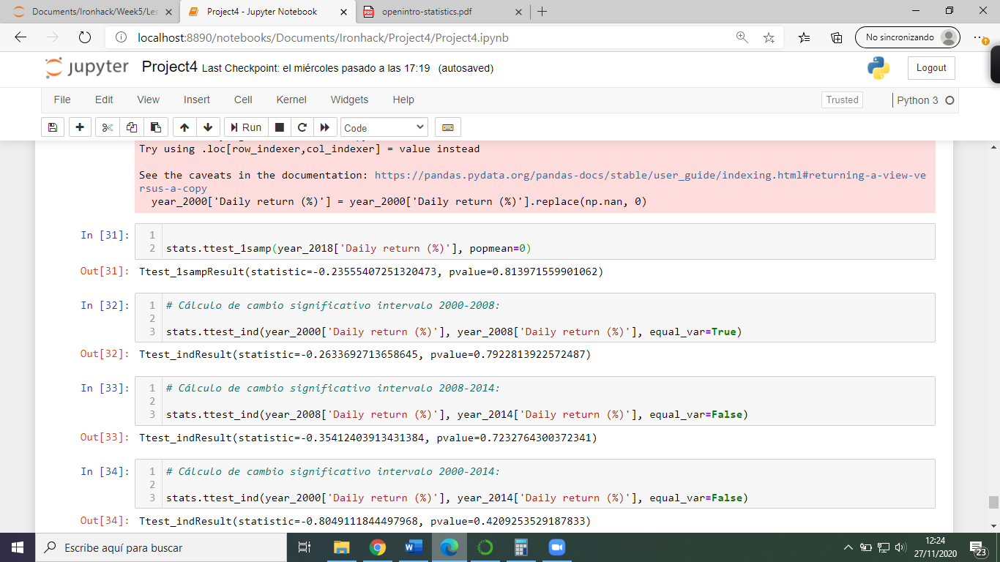 Documents/Ironhack/Week5/Les
Project4 - Jupyter Notebook
PDF
openintro-statistics.pdf
localhost:8890/notebooks/Documents/Ironhack/Project4/Project4.ipynb
No sincronizando
jupyter Project4 Last Checkpoint: el miércoles pasado a las 17:19 (autosaved)
Logout
File Edit View Insert Cell Kernel Widgets Help
Trusted
Python 3
Run
Code
Try using .loc[row_indexer,col_indexer] = value instead
See the caveats in the documentation: https://pandas.pydata.org/pandas-docs/stable/user_guide/indexing.html#returning-a-view-ve
rsus-a-copy
year_2000['Daily return (%)'] = year_2000['Daily return (%)'].replace(np.nan, 0)
In [31]:
1
2 stats.ttest_1samp(year_2018['Daily return (%)'], popmean=0)
Out[31]: Ttest_1sampResult(statistic=-0.23555407251320473, pvalue=0.813971559901062)
In [32]:
1 # Cálculo de cambio significativo intervalo 2000-2008:
2
3 stats.ttest_ind(year_2000['Daily return (%)'], year_2008['Daily return (%)'], equal_var=True)
Out[32]: Ttest_indResult(statistic=-0.2633692713658645, pvalue=0.7922813922572487)
In [33]:
1 # Cálculo de cambio significativo intervalo 2008-2014:
2
3 stats.ttest_ind(year_2008['Daily return (%)'], year_2014['Daily return (%)'], equal_var=False)
Out[33]: Ttest_indResult(statistic=-0.35412403913431384, pvalue=0.7232764300372341)
In [34]:
1 # Cálculo de cambio significativo intervalo 2000-2014:
2
3 stats.ttest_ind(year_2000['Daily return (%)'], year_2014['Daily return (%)'], equal_var=False)
Out[34]: Ttest_indResult(statistic=-0.8049111844497968, pvalue=0.4209253529187833)
Escribe aquí para buscar
12:24
27/11/2020
23